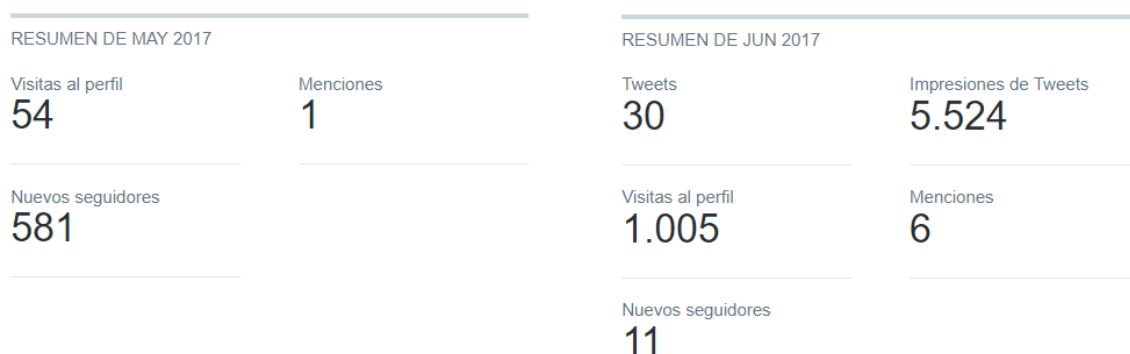 RESUMEN DE MAY 2017
Visitas al perfil
54
Menciones
1
Nuevos seguidores
581
RESUMEN DE JUN 2017
Tweets
30
Impresiones de Tweets
5.524
Visitas al perfil
1.005
Menciones
6
Nuevos seguidores
11